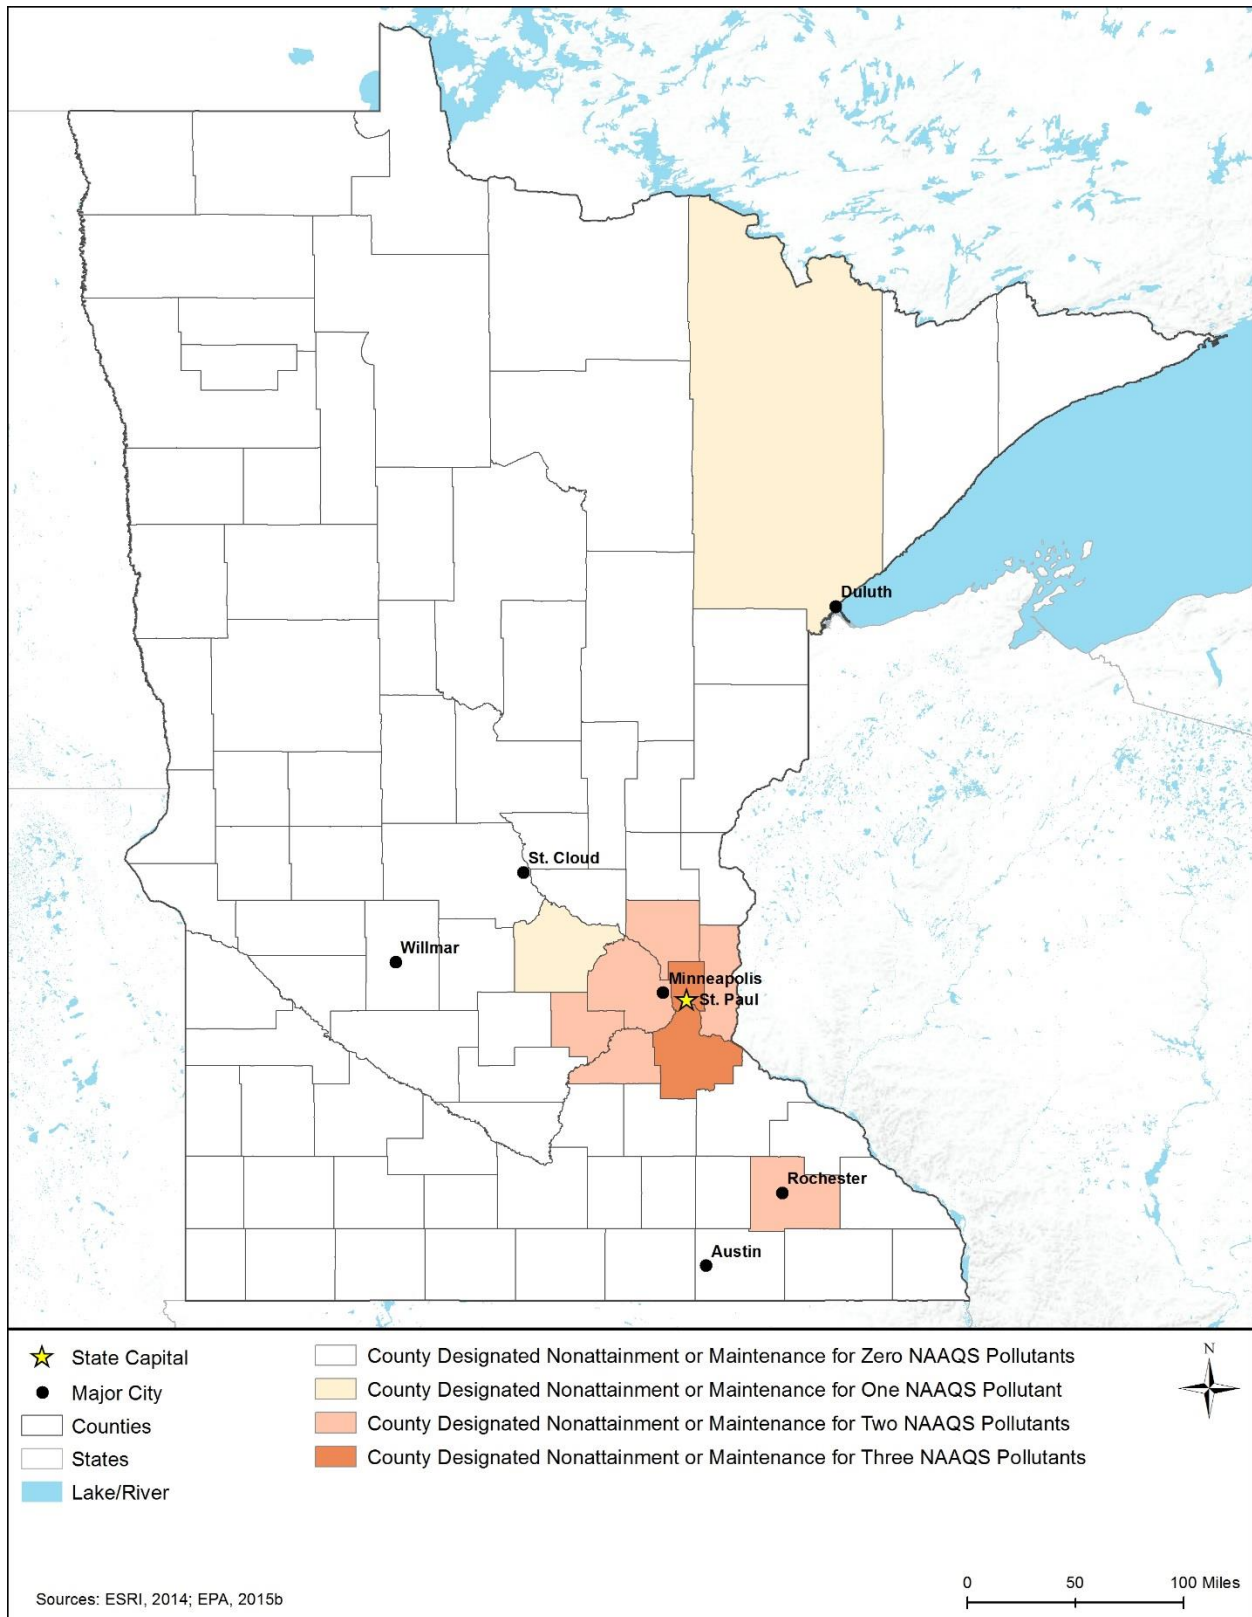 Duluth
St. Cloud
Willmar
Minneapolis
St. Paul
Rochester
Austin
State Capital
Major City
Counties
States
Lake/River
County Designated Nonattainment or Maintenance for Zero NAAQS Pollutants
County Designated Nonattainment or Maintenance for One NAAQS Pollutant
County Designated Nonattainment or Maintenance for Two NAAQS Pollutants
County Designated Nonattainment or Maintenance for Three NAAQS Pollutants
N
Sources: ESRI, 2014; EPA, 2015b
0 50 100 Miles